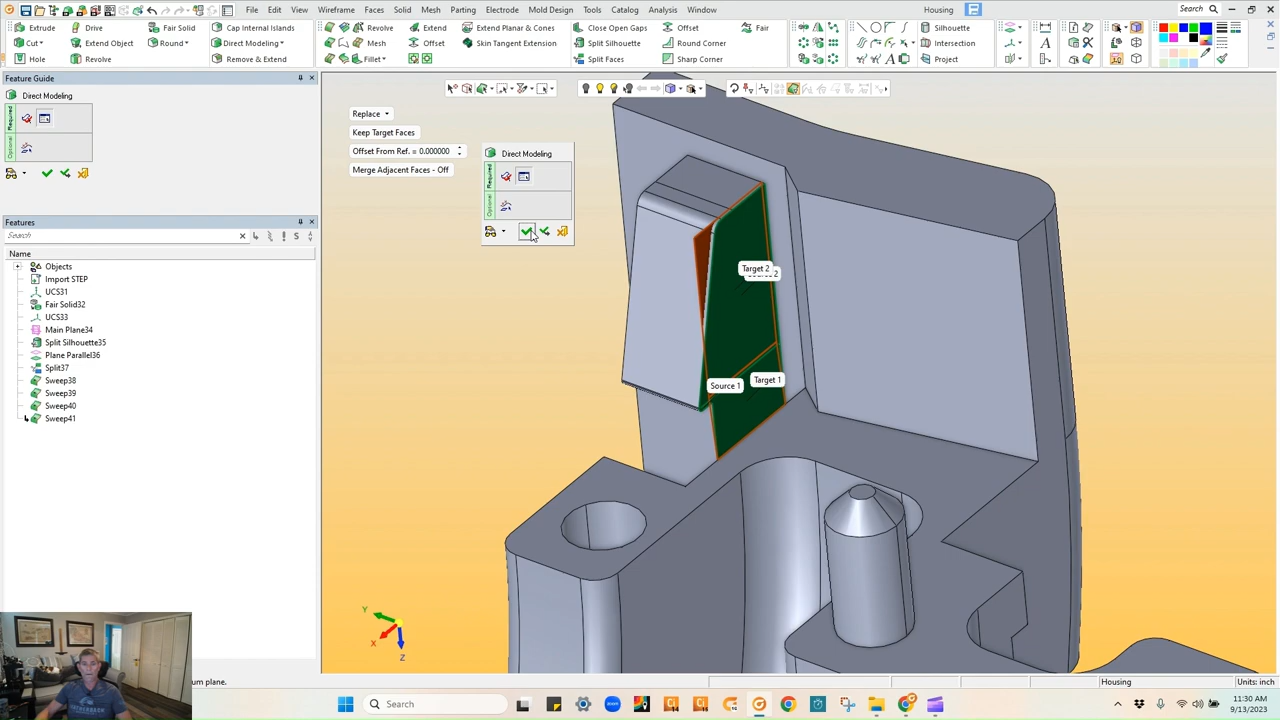 File Edit View Wireframe Faces Solid Mesh Parting Electrode Mold Design Tools Catalog Window Help Housing Search
Extrude Drive Fair Solid Cap Internal Islands Revolve Extend Extend Planar & Cones Close Open Gaps Offset Fair Silhouette
Cut Extend Object Round Direct Modeling Mesh Offset Skin Tangent Extension Split Silhouette Round Corner Intersection
Hole Revolve Remove & Extend Fillet Split Faces Sharp Corner Project
Feature Guide
Direct Modeling
Required
Optional
Features
Search
Name
Objects
Import STEP
UCS31
Fair Solid32
UCS33
Main Plane34
Split Silhouette35
Plane Parallel36
Split37
Sweep38
Sweep39
Sweep40
Sweep41
Replace
Keep Target Faces
Offset From Ref. = 0.000000
Merge Adjacent Faces - Off
Direct Modeling
Required
Optional
Target 2
Source 1
Target 1
Y
X
Z
um plane.
Housing
Units: inch
Search
11:30 AM
9/13/2023